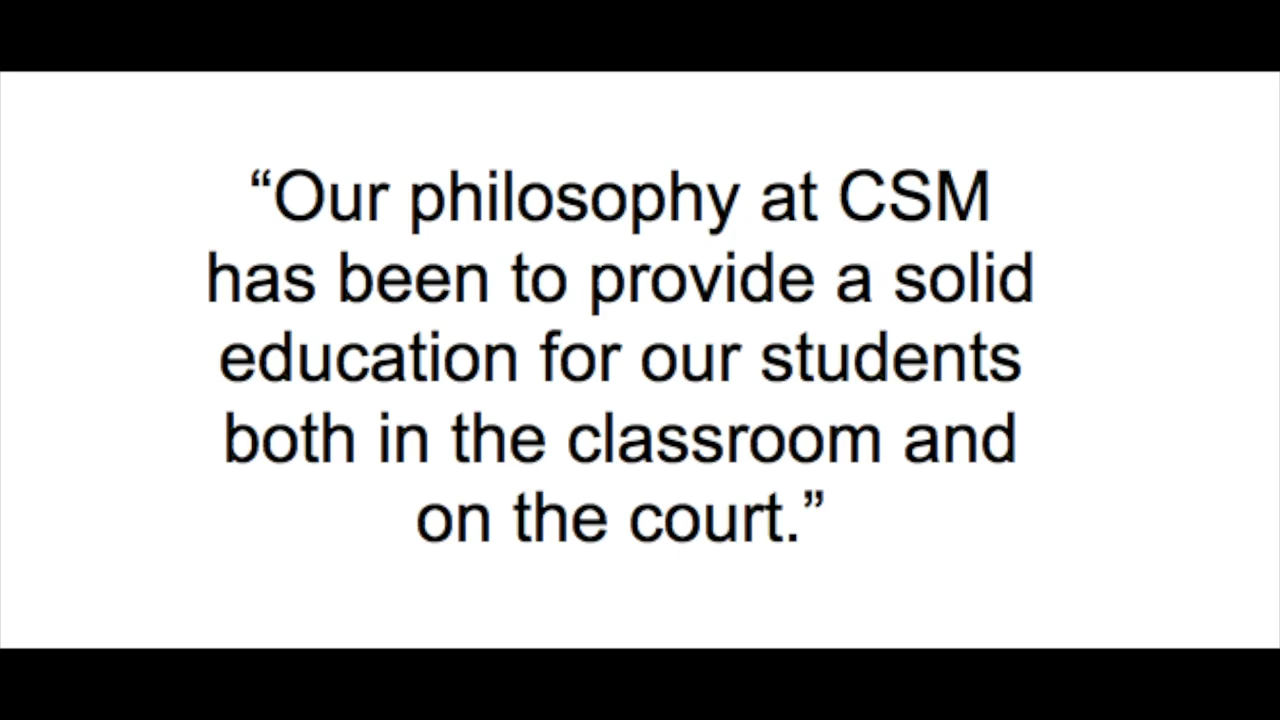 “Our philosophy at CSM
has been to provide a solid
education for our students
both in the classroom and
on the court.”